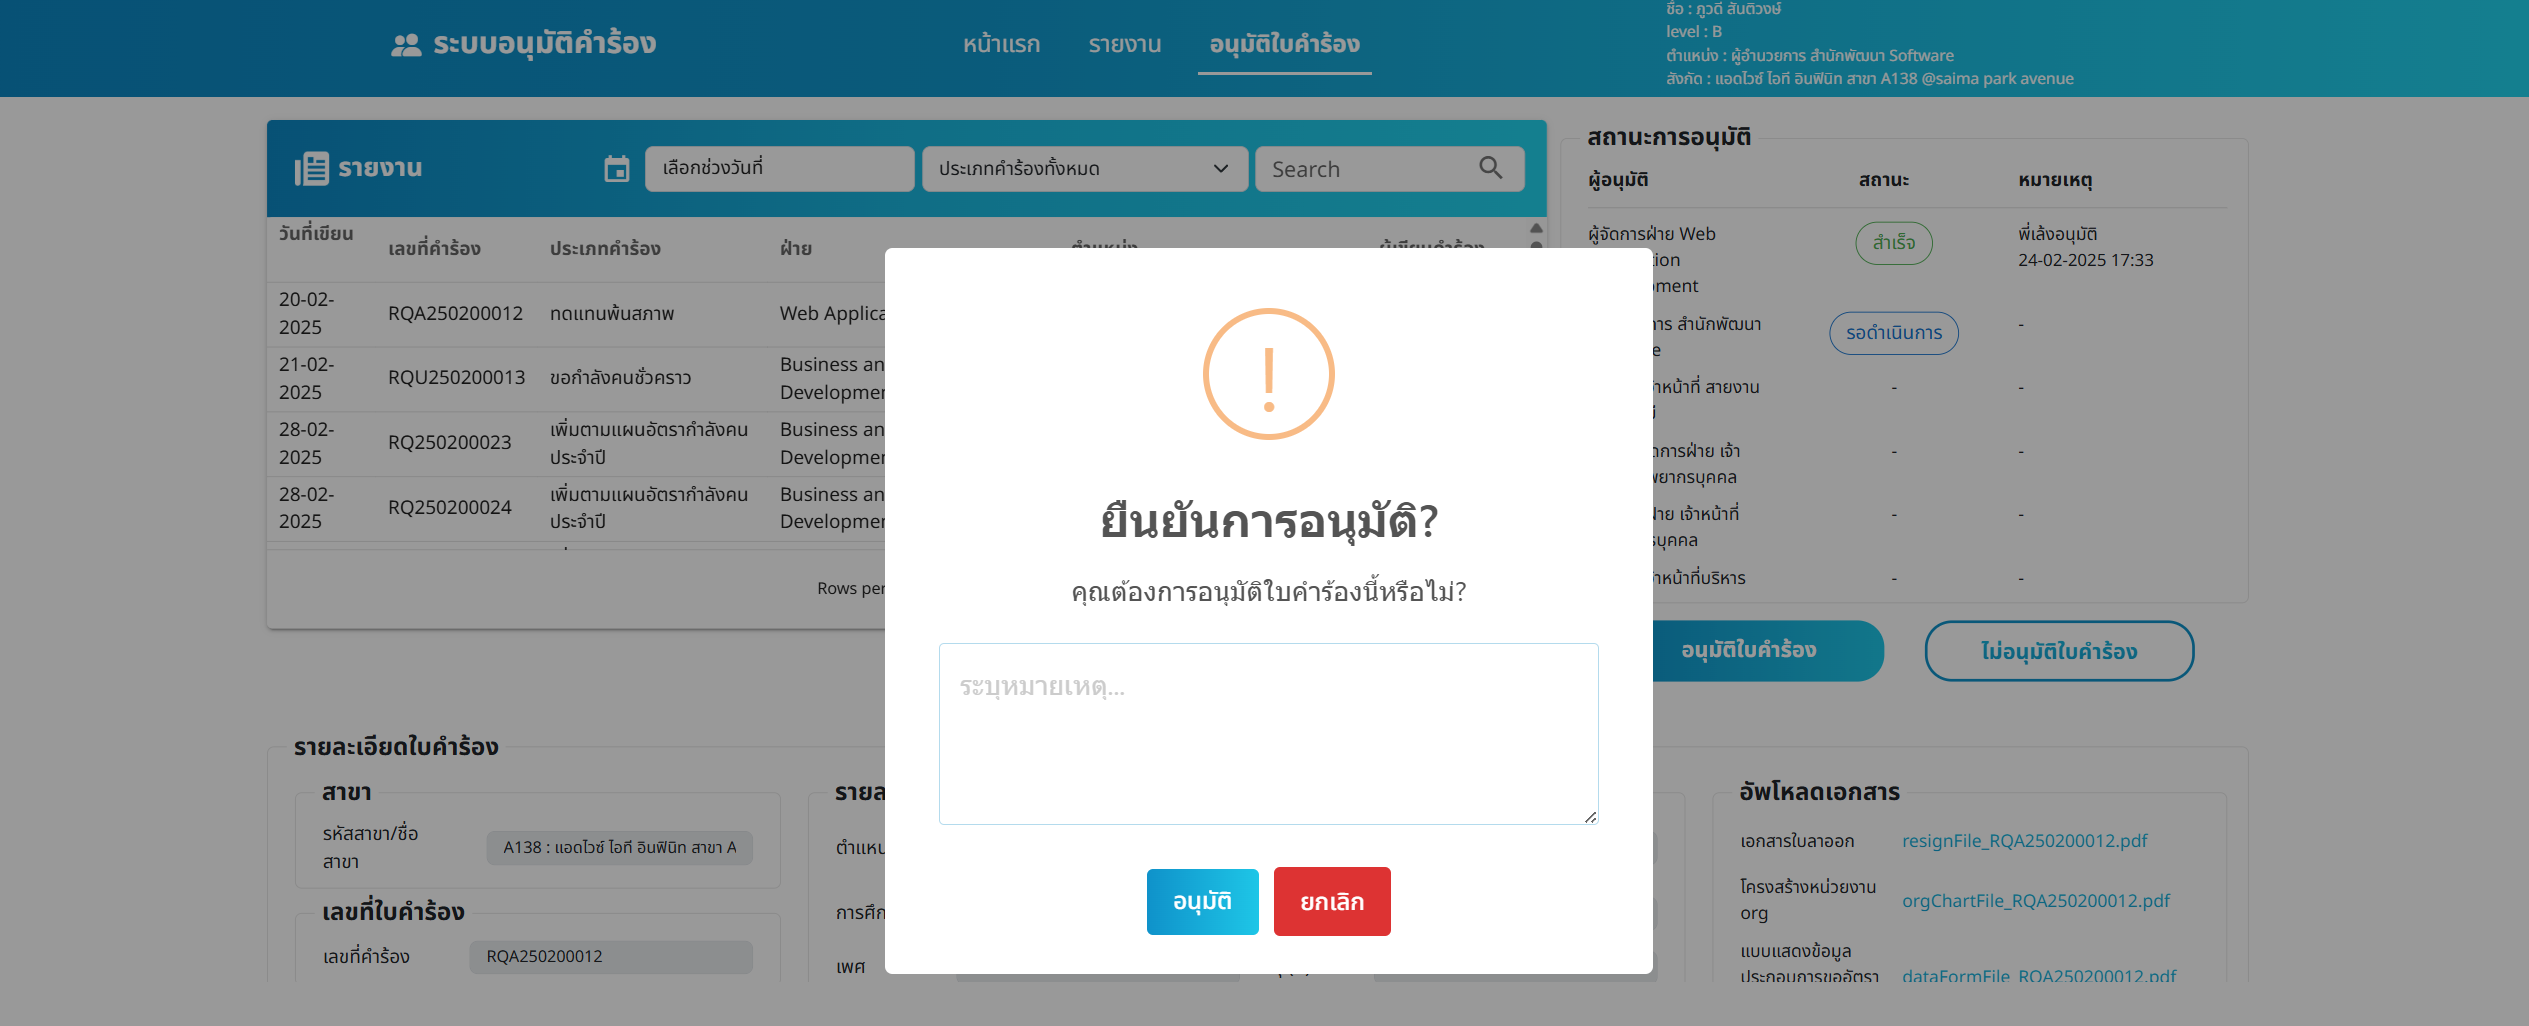 ระบบอนุมัติคำร้อง
หน้าแรก
รายงาน
อนุมัติใบคำร้อง
ชื่อ : ภูวดี สันติวงษ์
level : B
ตำแหน่ง : ผู้อำนวยการ สำนักพัฒนา Software
สังกัด : แอดไวซ์ ไอที อินฟินิท สาขา A138 @saima park avenue
รายงาน
เลือกช่วงวันที่
ประเภทคำร้องทั้งหมด
Search
วันที่เขียน
เลขที่คำร้อง
ประเภทคำร้อง
ฝ่าย
20-02-
2025
RQA250200012
ทดแทนพ้นสภาพ
Web Applica
21-02-
2025
RQU250200013
ขอกำลังคนชั่วคราว
Business an
Developmen
28-02-
2025
RQ250200023
เพิ่มตามแผนอัตรากำลังคน
ประจำปี
Business an
Developmen
28-02-
2025
RQ250200024
เพิ่มตามแผนอัตรากำลังคน
ประจำปี
Business an
Developmen
Rows per
สถานะการอนุมัติ
ผู้อนุมัติ
สถานะ
หมายเหตุ
ผู้จัดการฝ่าย Web
tion
ment
สำเร็จ
พี่เล้งอนุมัติ
24-02-2025 17:33
การ สำนักพัฒนา
e
รอดำเนินการ
-
าหน้าที่ สายงาน
-
-
การฝ่าย เจ้า
พยากรบุคคล
-
-
ฝ่าย เจ้าหน้าที่
บุคคล
-
-
าหน้าที่บริหาร
-
-
อนุมัติใบคำร้อง
ไม่อนุมัติใบคำร้อง
ยืนยันการอนุมัติ?
คุณต้องการอนุมัติใบคำร้องนี้หรือไม่?
ระบุหมายเหตุ...
อนุมัติ
ยกเลิก
รายละเอียดใบคำร้อง
สาขา
รหัสสาขา/ชื่อ
สาขา
A138 : แอดไวซ์ ไอที อินฟินิท สาขา A
เลขที่ใบคำร้อง
เลขที่คำร้อง
RQA250200012
รายล
ตำแหน
การศึก
เพศ
อัพโหลดเอกสาร
เอกสารใบลาออก
resignFile_RQA250200012.pdf
โครงสร้างหน่วยงาน
org
orgChartFile_RQA250200012.pdf
แบบแสดงข้อมูล
ประกอบการขออัตรา
dataFormFile_RQA250200012.pdf